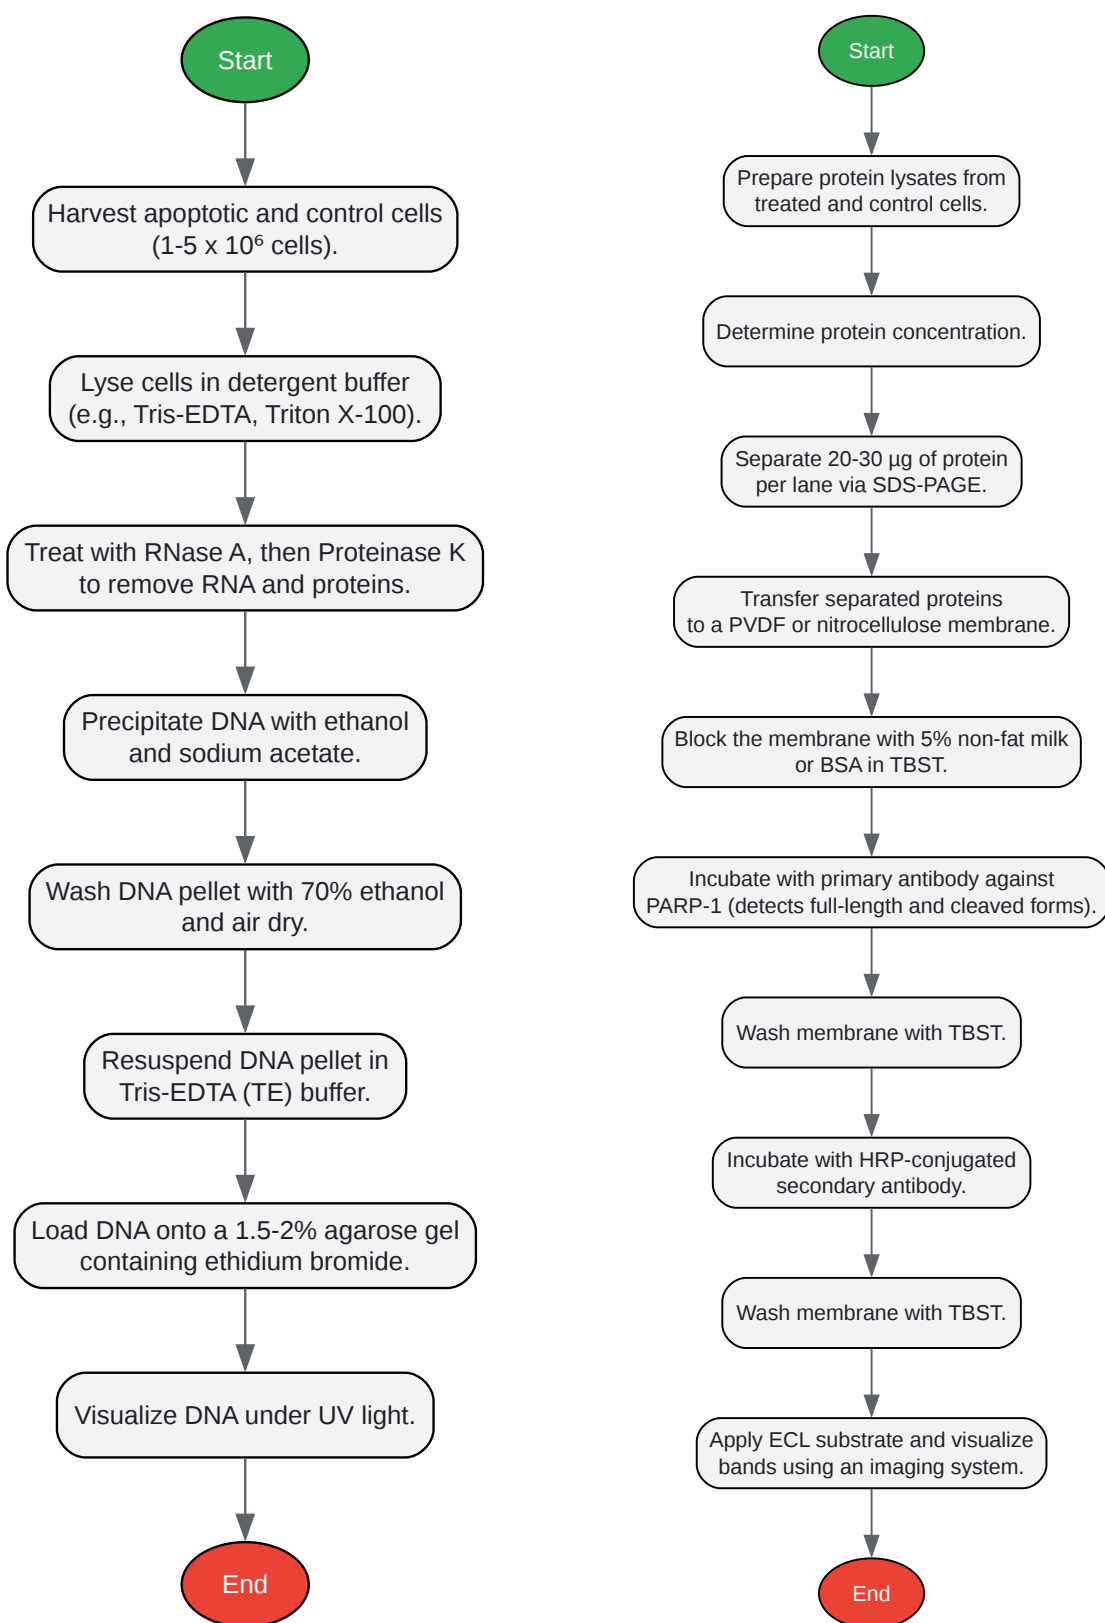 Start
Harvest apoptotic and control cells
(1-5 x 10⁶ cells).
Lyse cells in detergent buffer
(e.g., Tris-EDTA, Triton X-100).
Treat with RNase A, then Proteinase K
to remove RNA and proteins.
Precipitate DNA with ethanol
and sodium acetate.
Wash DNA pellet with 70% ethanol
and air dry.
Resuspend DNA pellet in
Tris-EDTA (TE) buffer.
Load DNA onto a 1.5-2% agarose gel
containing ethidium bromide.
Visualize DNA under UV light.
End
Start
Prepare protein lysates from
treated and control cells.
Determine protein concentration.
Separate 20-30 µg of protein
per lane via SDS-PAGE.
Transfer separated proteins
to a PVDF or nitrocellulose membrane.
Block the membrane with 5% non-fat milk
or BSA in TBST.
Incubate with primary antibody against
PARP-1 (detects full-length and cleaved forms).
Wash membrane with TBST.
Incubate with HRP-conjugated
secondary antibody.
Wash membrane with TBST.
Apply ECL substrate and visualize
bands using an imaging system.
End